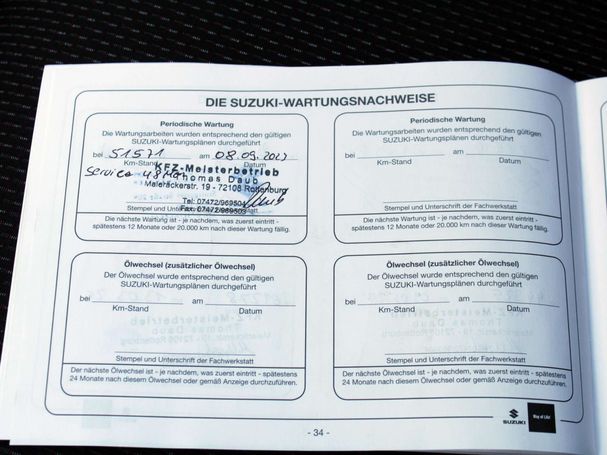 DIE SUZUKI-WARTUNGSNACHWEISE
Periodische Wartung
Die Wartungsarbeiten wurden entsprechend den gültigen
SUZUKI-Wartungsplänen durchgeführt
bei 51571 am 08.09.2023
Km-Stand Datum
Service
KFZ-Meisterbetrieb
Thomas Daub
Maieräckerstr. 19 - 72108 Rottenburg
Tel: 07472/969504
Fax: 07472/969503
Stempel und Unterschrift der Fachwerkstatt
Die nächste Wartung ist - je nachdem, was zuerst eintritt -
spätestens 12 Monate oder 20.000 km nach dieser Wartung fällig.
Periodische Wartung
Die Wartungsarbeiten wurden entsprechend den gültigen
SUZUKI-Wartungsplänen durchgeführt
bei am
Km-Stand Datum
Stempel und Unterschrift der Fachwerkstatt
Die nächste Wartung ist - je nachdem, was zuerst eintritt -
spätestens 12 Monate oder 20.000 km nach dieser Wartung fällig.
Ölwechsel (zusätzlicher Ölwechsel)
Der Ölwechsel wurde entsprechend den gültigen
SUZUKI-Wartungsplänen durchgeführt
bei am
Km-Stand Datum
Stempel und Unterschrift der Fachwerkstatt
Der nächste Ölwechsel ist - je nachdem, was zuerst eintritt - spätestens
24 Monate nach diesem Ölwechsel oder gemäß Anzeige durchzuführen.
Ölwechsel (zusätzlicher Ölwechsel)
Der Ölwechsel wurde entsprechend den gültigen
SUZUKI-Wartungsplänen durchgeführt
bei am
Km-Stand Datum
Stempel und Unterschrift der Fachwerkstatt
Der nächste Ölwechsel ist - je nachdem, was zuerst eintritt - spätestens
24 Monate nach diesem Ölwechsel oder gemäß Anzeige durchzuführen.
- 34 -
SUZUKI
Way of Life!